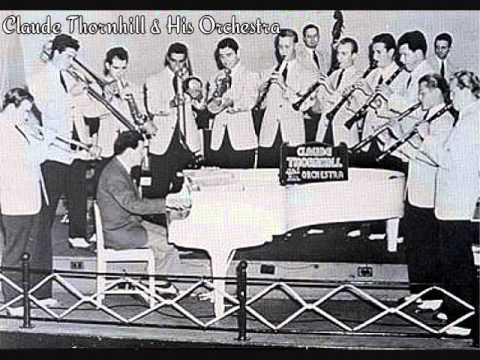 Claude Thornhill & His Orchestra
CLAUDE
THORNHILL
AND HIS
ORCHESTRA